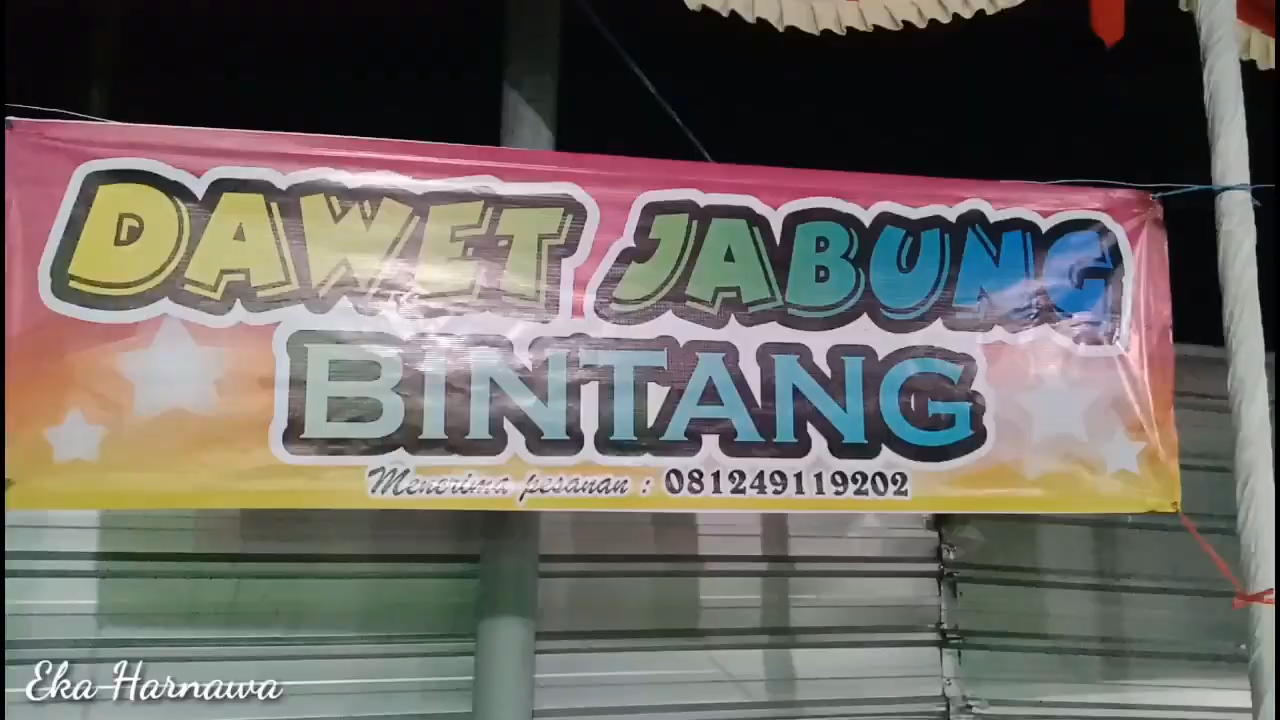 DAWET JABUNG
BINTANG
Menerima pesanan : 081249119202
Eka Harnawa